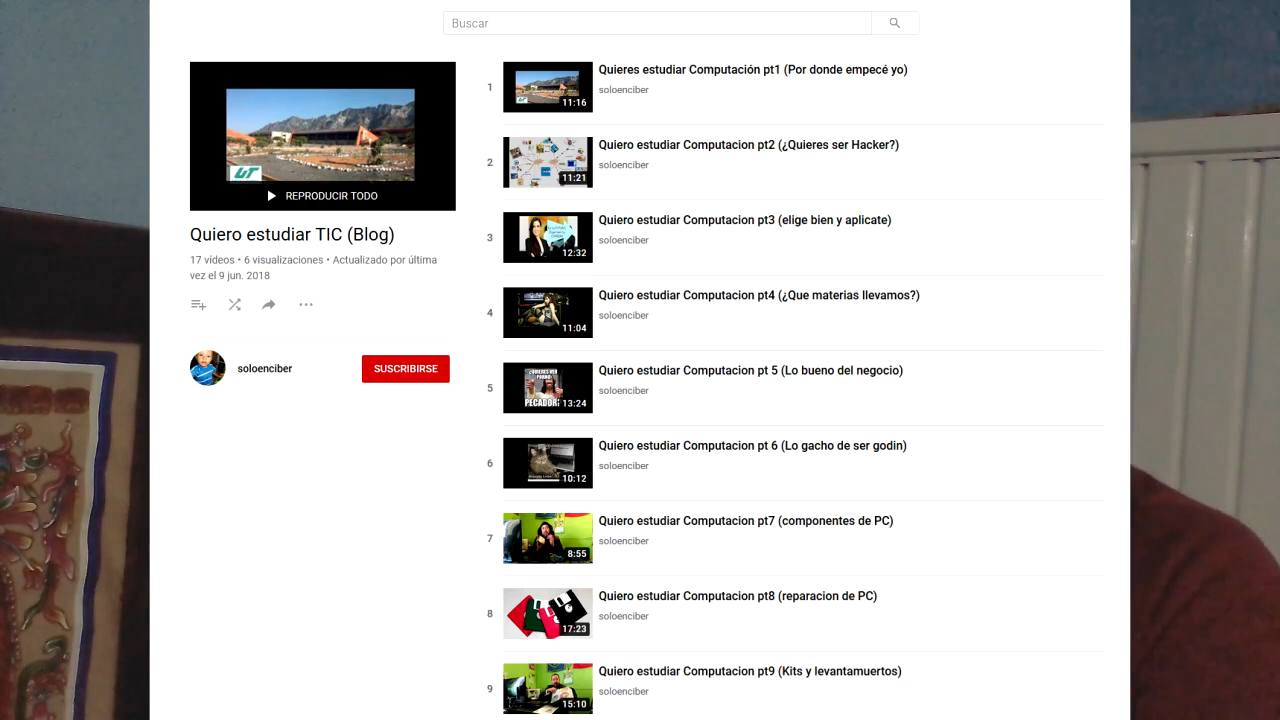 Buscar
UT
REPRODUCIR TODO
Quiero estudiar TIC (Blog)
17 vídeos • 6 visualizaciones • Actualizado por última
vez el 9 jun. 2018
soloenciber
SUSCRIBIRSE
1
11:16
Quieres estudiar Computación pt1 (Por donde empecé yo)
soloenciber
2
11:21
Quiero estudiar Computacion pt2 (¿Quieres ser Hacker?)
soloenciber
3
12:32
Quiero estudiar Computacion pt3 (elige bien y aplicate)
soloenciber
4
11:04
Quiero estudiar Computacion pt4 (¿Que materias llevamos?)
soloenciber
5
¿QUIERES VER
PORNO?
PECADOR?
13:24
Quiero estudiar Computacion pt 5 (Lo bueno del negocio)
soloenciber
6
10:12
Quiero estudiar Computacion pt 6 (Lo gacho de ser godin)
soloenciber
7
8:55
Quiero estudiar Computacion pt7 (componentes de PC)
soloenciber
8
17:23
Quiero estudiar Computacion pt8 (reparacion de PC)
soloenciber
9
15:10
Quiero estudiar Computacion pt9 (Kits y levantamuertos)
soloenciber